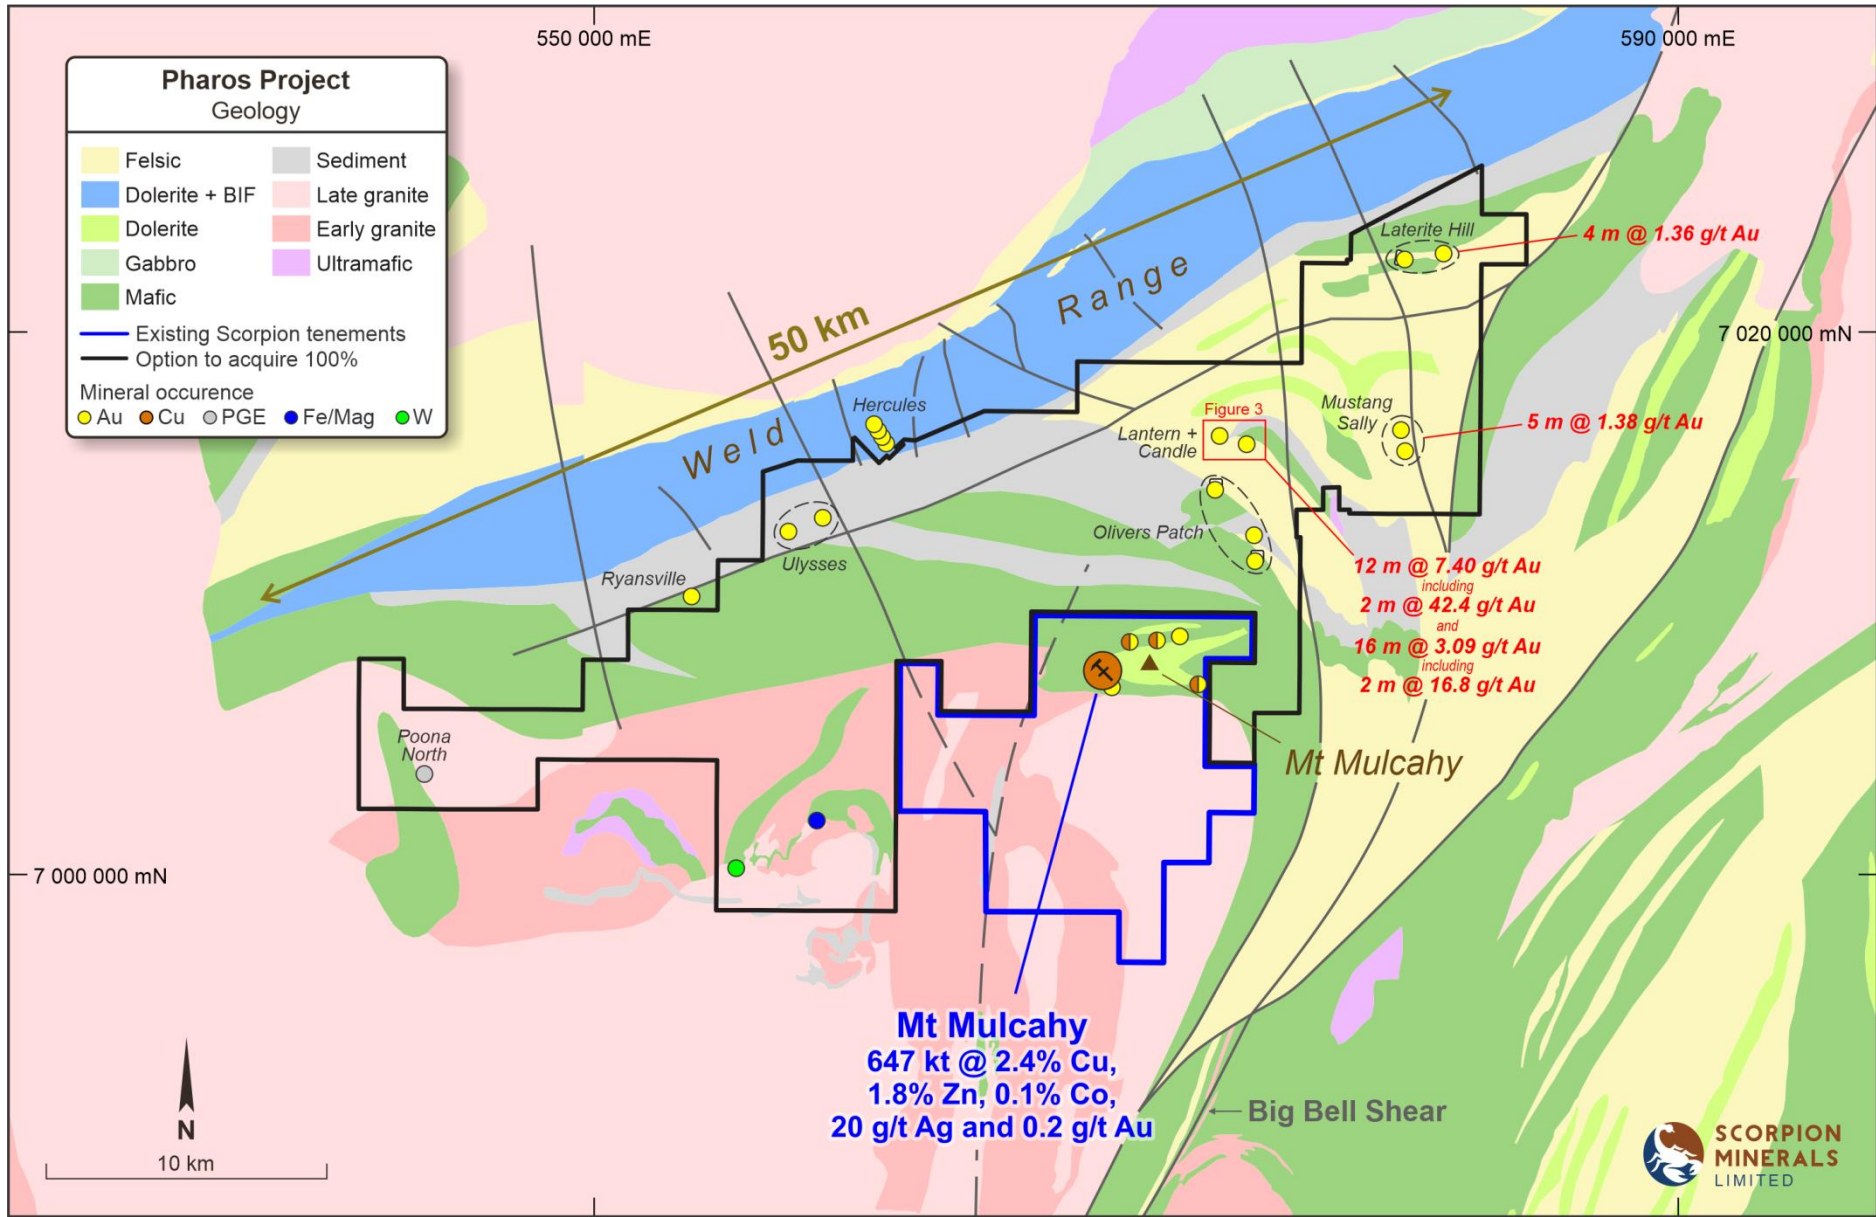 550 000 mE
590 000 mE
Pharos Project
Geology
Felsic
Dolerite + BIF
Dolerite
Gabbro
Mafic
Sediment
Late granite
Early granite
Ultramafic
Existing Scorpion tenements
Option to acquire 100%
Mineral occurence
Au
Cu
PGE
Fe/Mag
W
Laterite Hill
4 m @ 1.36 g/t Au
Weld Range
50 km
7 020 000 mN
Hercules
Figure 3
Lantern +
Candle
Mustang
Sally
5 m @ 1.38 g/t Au
Olivers Patch
Ulysses
Ryansville
12 m @ 7.40 g/t Au
including
2 m @ 42.4 g/t Au
and
16 m @ 3.09 g/t Au
including
2 m @ 16.8 g/t Au
Poona
North
Mt Mulcahy
7 000 000 mN
Mt Mulcahy
647 kt @ 2.4% Cu,
1.8% Zn, 0.1% Co,
20 g/t Ag and 0.2 g/t Au
Big Bell Shear
N
10 km
SCORPION
MINERALS
LIMITED